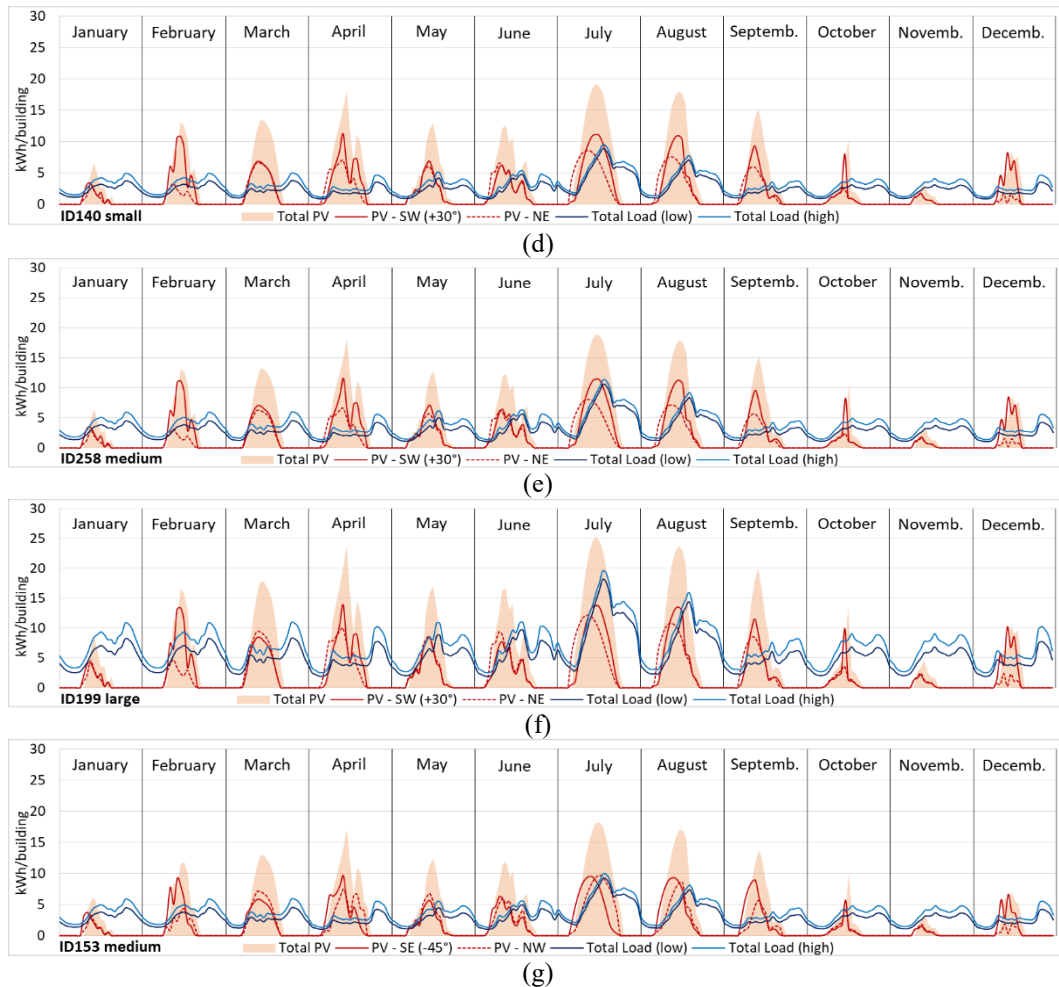 30
January February March April May June July August Septemb. October Novemb. Decemb.
25
20
kWh/building
15
10
5
0
ID140 small Total PV PV - SW (+30°) PV - NE Total Load (low) Total Load (high)
(d)
30
January February March April May June July August Septemb. October Novemb. Decemb.
25
20
kWh/building
15
10
5
0
ID258 medium Total PV PV - SW (+30°) PV - NE Total Load (low) Total Load (high)
(e)
30
January February March April May June July August Septemb. October Novemb. Decemb.
25
20
kWh/building
15
10
5
0
ID199 large Total PV PV - SW (+30°) PV - NE Total Load (low) Total Load (high)
(f)
30
January February March April May June July August Septemb. October Novemb. Decemb.
25
20
kWh/building
15
10
5
0
ID153 medium Total PV PV - SE (-45°) PV - NW Total Load (low) Total Load (high)
(g)